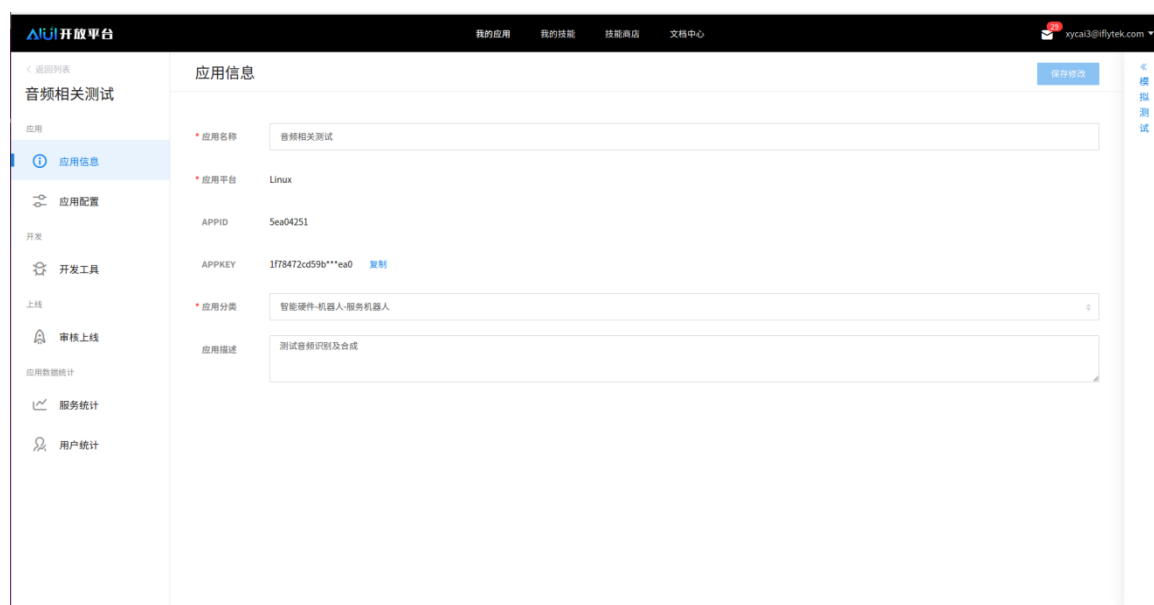 AIUI开放平台
我的应用 我的技能 技能商店 文档中心
29
xycai3@iflytek.com
返回列表
音频相关测试
应用
应用信息
应用配置
开发
开发工具
上线
审核上线
应用数据统计
服务统计
用户统计
应用信息
保存修改
* 应用名称 音频相关测试
* 应用平台 Linux
APPID 5ea04251
APPKEY 1f78472cd59b***ea0 复制
* 应用分类 智能硬件-机器人-服务机器人
应用描述 测试音频识别及合成
模
拟
测
试